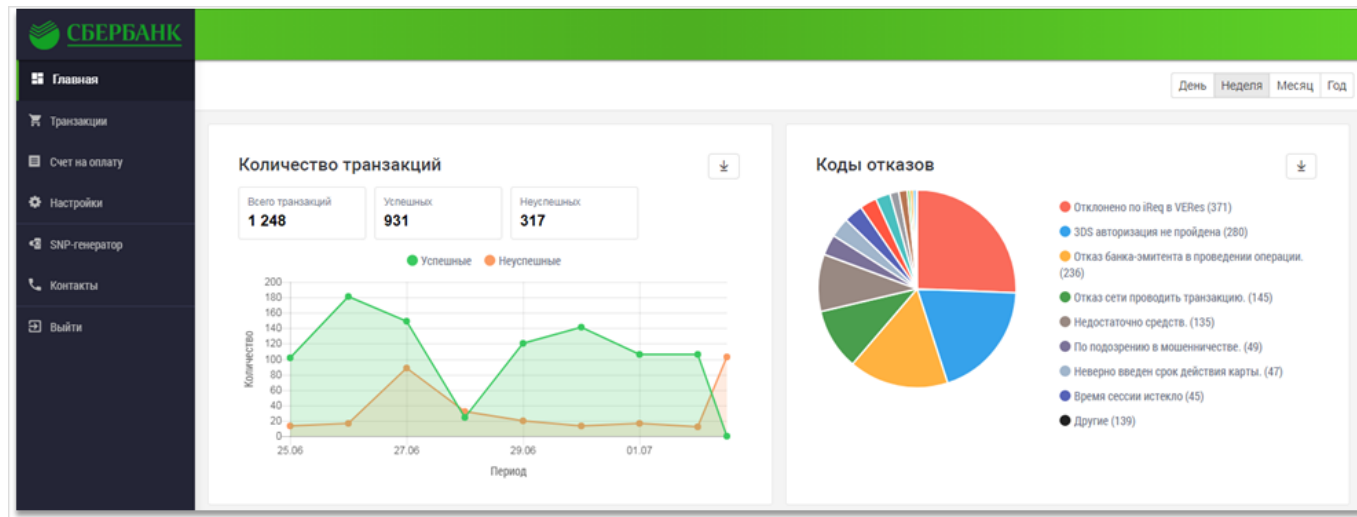 СБЕРБАНК
Главная
Транзакции
Счет на оплату
Настройки
SNP-генератор
Контакты
Выйти
День Неделя Месяц Год
Количество транзакций
Всего транзакций
1 248
Успешных
931
Неуспешных
317
Успешные Неуспешные
Количество
200
180
160
140
120
100
80
60
40
20
0
25.06 27.06 29.06 01.07
Период
Коды отказов
Отклонено по iReq в VERes (371)
3DS авторизация не пройдена (280)
Отказ банка-эмитента в проведении операции.
(236)
Отказ сети проводить транзакцию. (145)
Недостаточно средств. (135)
По подозрению в мошенничестве. (49)
Неверно введен срок действия карты. (47)
Время сессии истекло (45)
Другие (139)